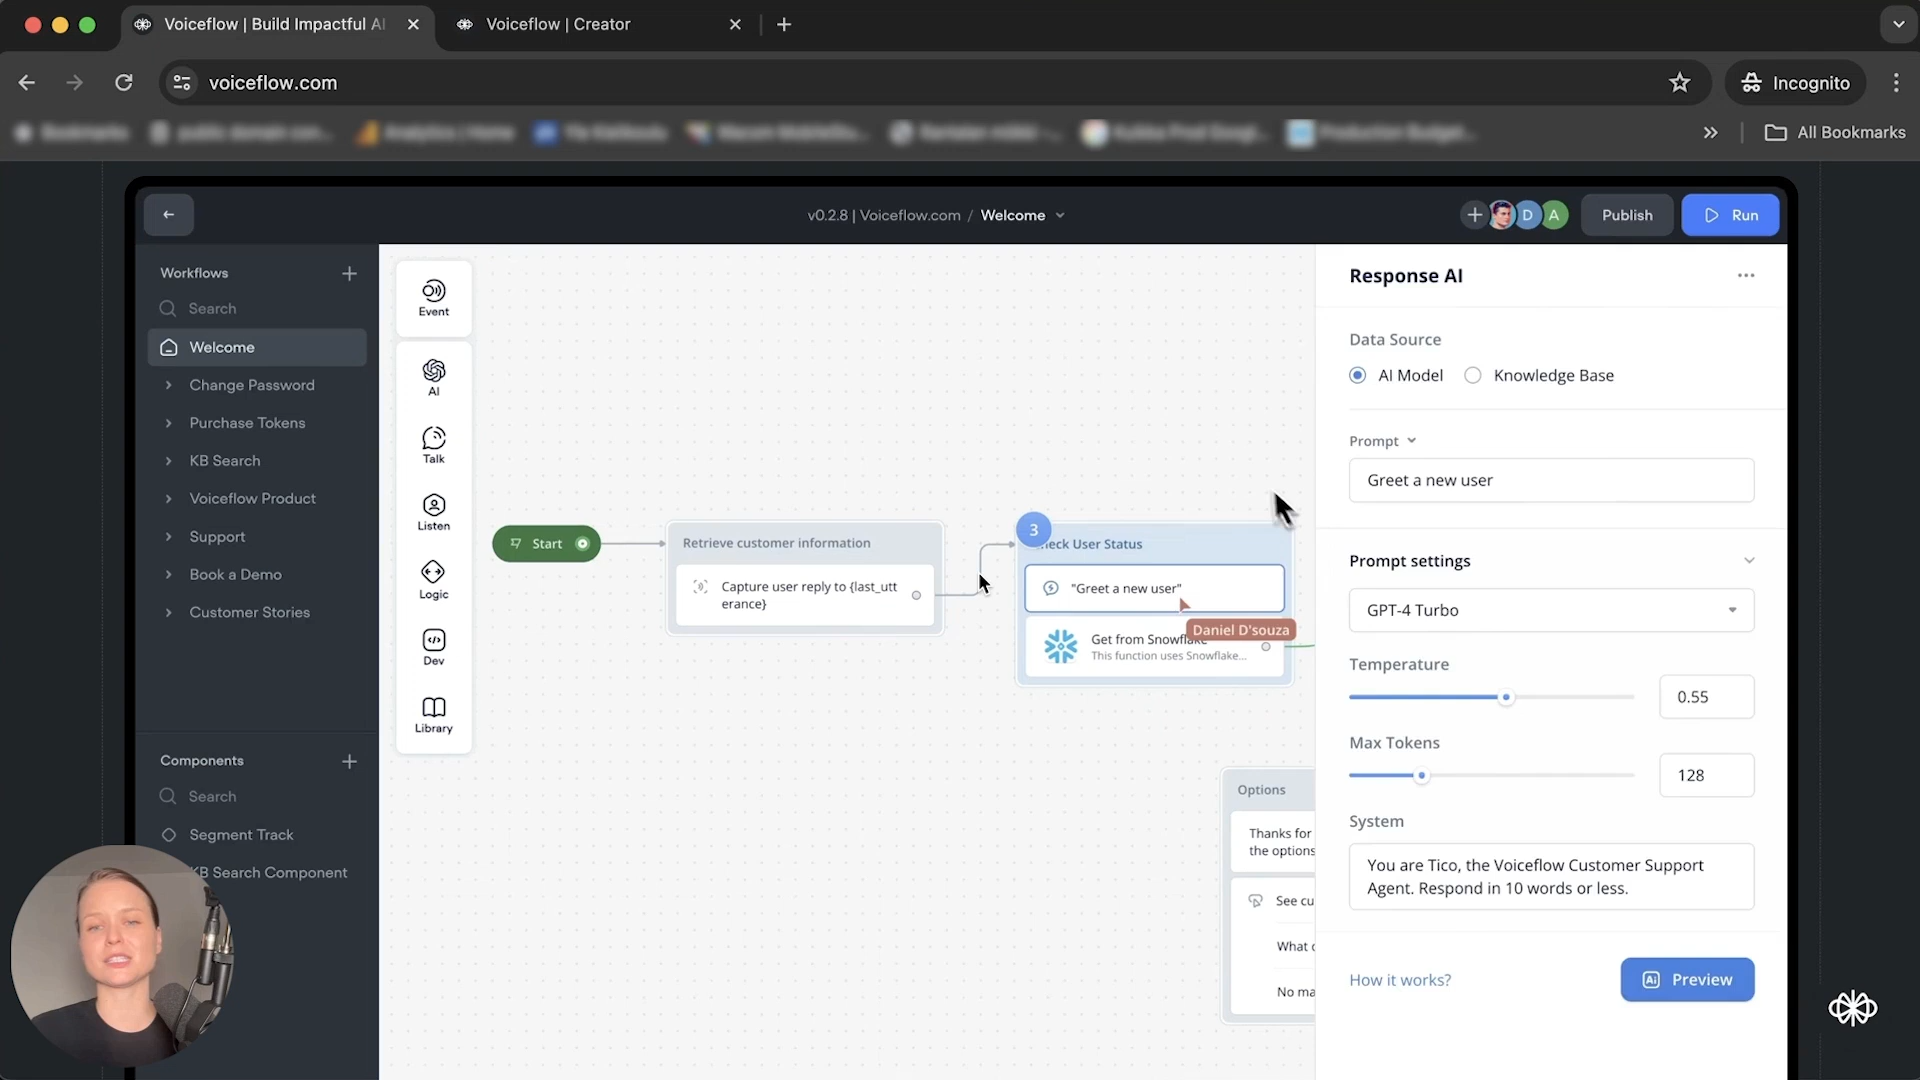 Voiceflow | Build Impactful AI
Voiceflow | Creator
voiceflow.com
Incognito
All Bookmarks
v0.2.8 | Voiceflow.com / Welcome
D
A
Publish
Run
Workflows
Search
Welcome
Change Password
Purchase Tokens
KB Search
Voiceflow Product
Support
Book a Demo
Customer Stories
Components
Search
Segment Track
KB Search Component
Event
AI
Talk
Listen
Logic
Dev
Library
Start
Retrieve customer information
Capture user reply to {last_utt
erance}
3
heck User Status
"Greet a new user"
Daniel D'souza
Get from Snowflake
This function uses Snowflake...
Options
Thanks for
the options
See cu
What
No ma
Response AI
Data Source
AI Model
Knowledge Base
Prompt
Greet a new user
Prompt settings
GPT-4 Turbo
Temperature
0.55
Max Tokens
128
System
You are Tico, the Voiceflow Customer Support
Agent. Respond in 10 words or less.
How it works?
Ai Preview